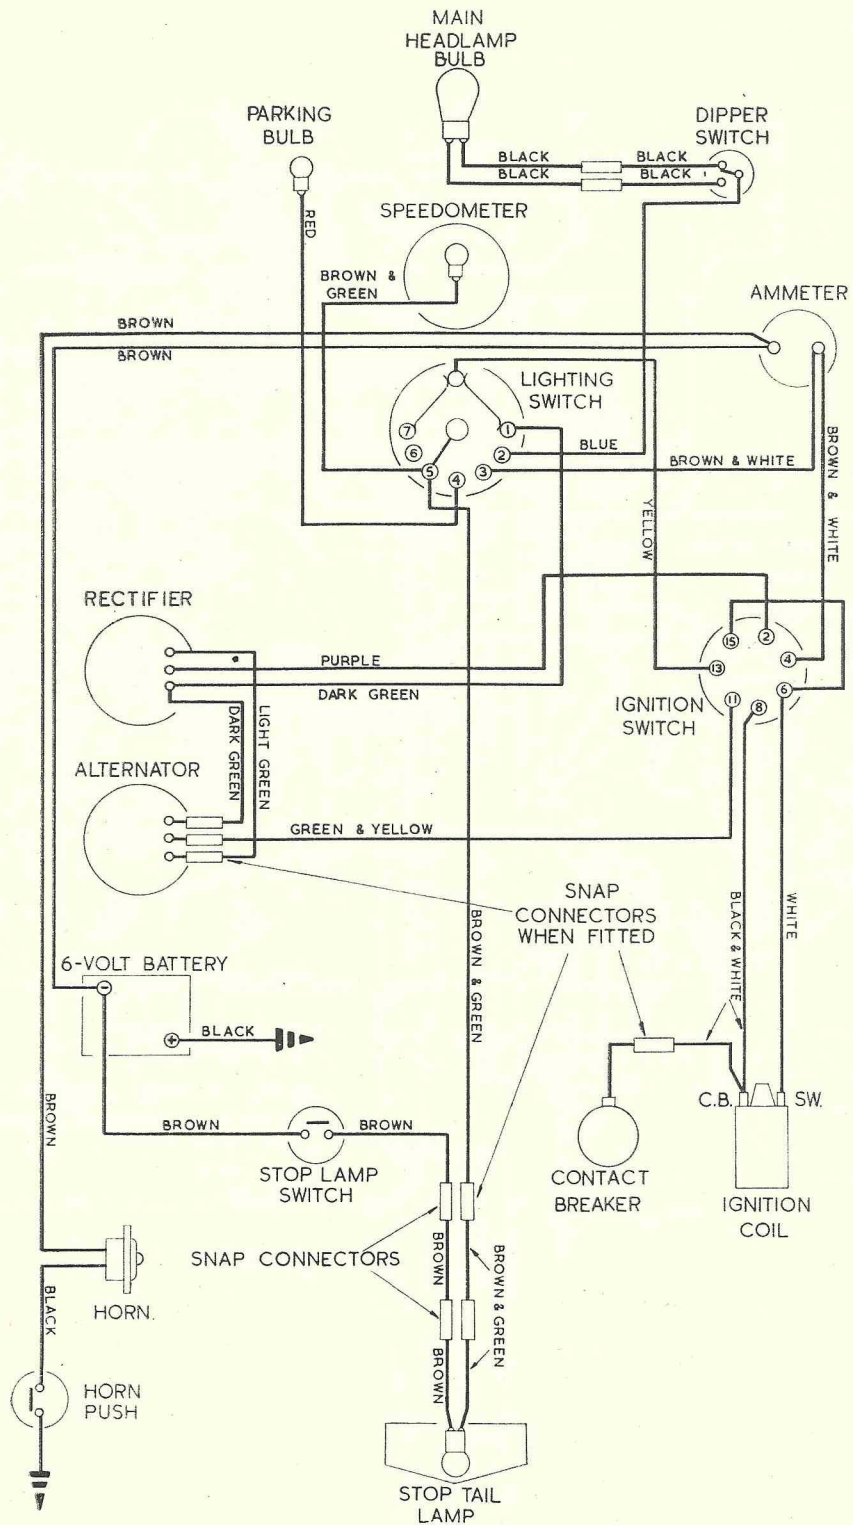 MAIN
HEADLAMP
BULB
PARKING
BULB
DIPPER
SWITCH
BLACK
BLACK
BLACK
BLACK
RED
SPEEDOMETER
BROWN &
GREEN
AMMETER
BROWN
BROWN
LIGHTING
SWITCH
7
1
6
2
5
4
3
BLUE
BROWN & WHITE
BROWN & WHITE
YELLOW
RECTIFIER
PURPLE
DARK GREEN
15
2
4
13
6
11
8
IGNITION
SWITCH
DARK GREEN
LIGHT GREEN
ALTERNATOR
GREEN & YELLOW
SNAP
CONNECTORS
WHEN FITTED
BROWN & GREEN
BLACK & WHITE
WHITE
6-VOLT BATTERY
−
+
BLACK
BROWN
BROWN
BROWN
STOP LAMP
SWITCH
C.B.
SW.
CONTACT
BREAKER
IGNITION
COIL
SNAP CONNECTORS
BROWN
BROWN & GREEN
BROWN
HORN
BLACK
HORN
PUSH
STOP TAIL
LAMP